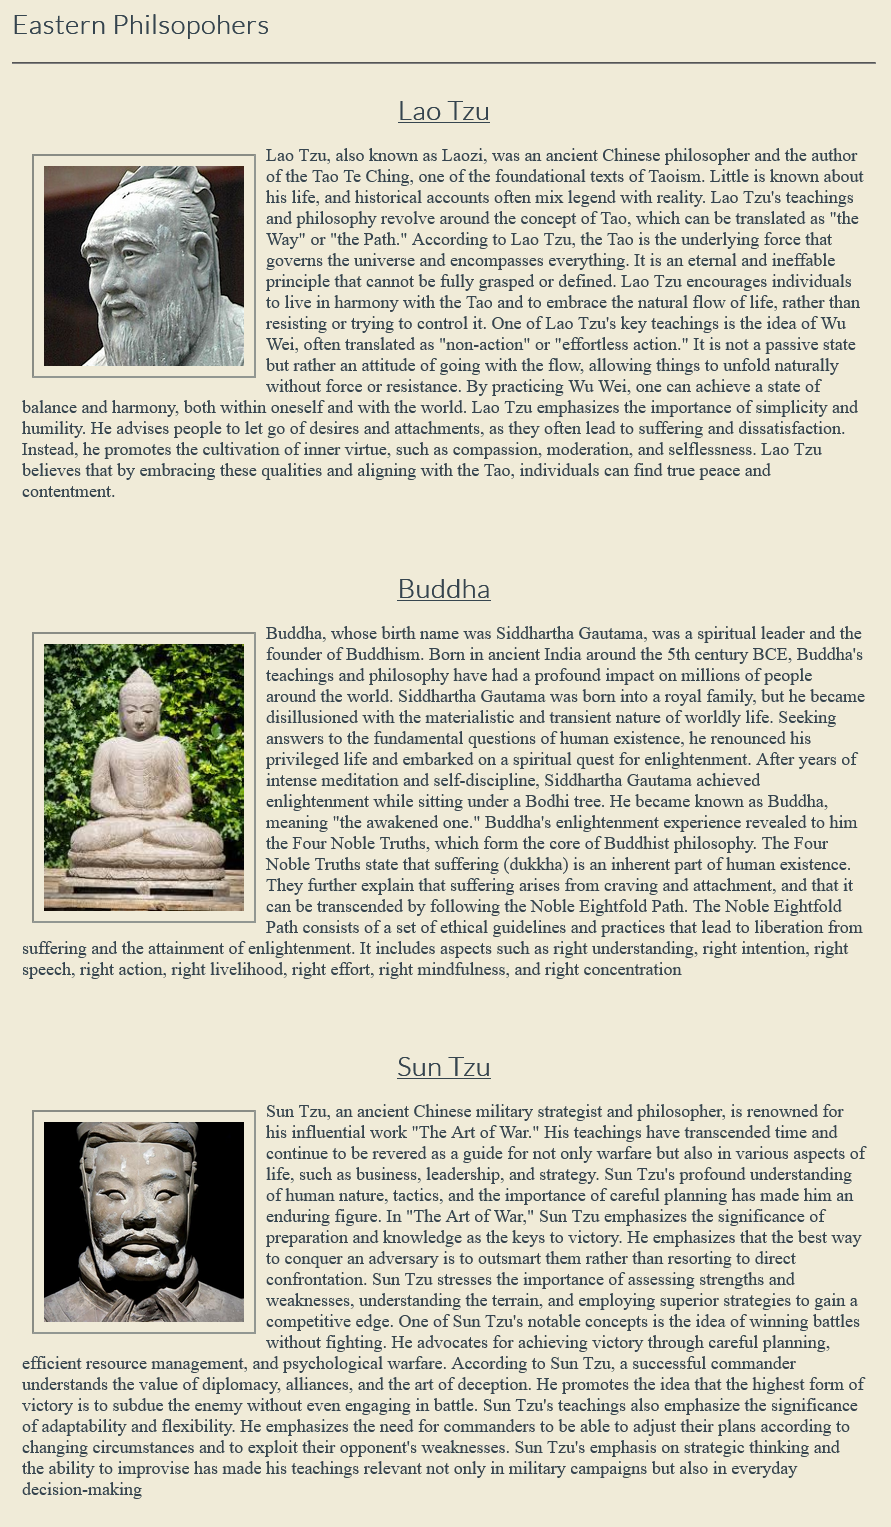 Eastern Philsopohers
Lao Tzu
Lao Tzu, also known as Laozi, was an ancient Chinese philosopher and the author
of the Tao Te Ching, one of the foundational texts of Taoism. Little is known about
his life, and historical accounts often mix legend with reality. Lao Tzu's teachings
and philosophy revolve around the concept of Tao, which can be translated as "the
Way" or "the Path." According to Lao Tzu, the Tao is the underlying force that
governs the universe and encompasses everything. It is an eternal and ineffable
principle that cannot be fully grasped or defined. Lao Tzu encourages individuals
to live in harmony with the Tao and to embrace the natural flow of life, rather than
resisting or trying to control it. One of Lao Tzu's key teachings is the idea of Wu
Wei, often translated as "non-action" or "effortless action." It is not a passive state
but rather an attitude of going with the flow, allowing things to unfold naturally
without force or resistance. By practicing Wu Wei, one can achieve a state of
balance and harmony, both within oneself and with the world. Lao Tzu emphasizes the importance of simplicity and
humility. He advises people to let go of desires and attachments, as they often lead to suffering and dissatisfaction.
Instead, he promotes the cultivation of inner virtue, such as compassion, moderation, and selflessness. Lao Tzu
believes that by embracing these qualities and aligning with the Tao, individuals can find true peace and
contentment.
Buddha
Buddha, whose birth name was Siddhartha Gautama, was a spiritual leader and the
founder of Buddhism. Born in ancient India around the 5th century BCE, Buddha's
teachings and philosophy have had a profound impact on millions of people
around the world. Siddhartha Gautama was born into a royal family, but he became
disillusioned with the materialistic and transient nature of worldly life. Seeking
answers to the fundamental questions of human existence, he renounced his
privileged life and embarked on a spiritual quest for enlightenment. After years of
intense meditation and self-discipline, Siddhartha Gautama achieved
enlightenment while sitting under a Bodhi tree. He became known as Buddha,
meaning "the awakened one." Buddha's enlightenment experience revealed to him
the Four Noble Truths, which form the core of Buddhist philosophy. The Four
Noble Truths state that suffering (dukkha) is an inherent part of human existence.
They further explain that suffering arises from craving and attachment, and that it
can be transcended by following the Noble Eightfold Path. The Noble Eightfold
Path consists of a set of ethical guidelines and practices that lead to liberation from
suffering and the attainment of enlightenment. It includes aspects such as right understanding, right intention, right
speech, right action, right livelihood, right effort, right mindfulness, and right concentration
Sun Tzu
Sun Tzu, an ancient Chinese military strategist and philosopher, is renowned for
his influential work "The Art of War." His teachings have transcended time and
continue to be revered as a guide for not only warfare but also in various aspects of
life, such as business, leadership, and strategy. Sun Tzu's profound understanding
of human nature, tactics, and the importance of careful planning has made him an
enduring figure. In "The Art of War," Sun Tzu emphasizes the significance of
preparation and knowledge as the keys to victory. He emphasizes that the best way
to conquer an adversary is to outsmart them rather than resorting to direct
confrontation. Sun Tzu stresses the importance of assessing strengths and
weaknesses, understanding the terrain, and employing superior strategies to gain a
competitive edge. One of Sun Tzu's notable concepts is the idea of winning battles
without fighting. He advocates for achieving victory through careful planning,
efficient resource management, and psychological warfare. According to Sun Tzu, a successful commander
understands the value of diplomacy, alliances, and the art of deception. He promotes the idea that the highest form of
victory is to subdue the enemy without even engaging in battle. Sun Tzu's teachings also emphasize the significance
of adaptability and flexibility. He emphasizes the need for commanders to be able to adjust their plans according to
changing circumstances and to exploit their opponent's weaknesses. Sun Tzu's emphasis on strategic thinking and
the ability to improvise has made his teachings relevant not only in military campaigns but also in everyday
decision-making